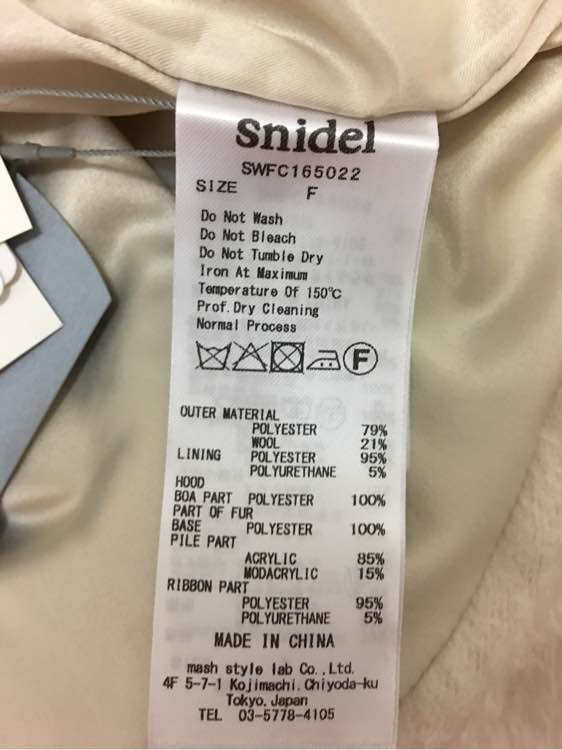 snidel
SWFC165022
SIZE F
Do Not Wash
Do Not Bleach
Do Not Tumble Dry
Iron At Maximum
Temperature Of 150℃
Prof. Dry Cleaning
Normal Process
F
OUTER MATERIAL
POLYESTER 79%
WOOL 21%
LINING POLYESTER 95%
POLYURETHANE 5%
HOOD
BOA PART POLYESTER 100%
PART OF FUR
BASE POLYESTER 100%
PILE PART
ACRYLIC 85%
MODACRYLIC 15%
RIBBON PART
POLYESTER 95%
POLYURETHANE 5%
MADE IN CHINA
mash style lab Co.,Ltd.
4F 5-7-1 Kojimachi. Chiyoda-ku
Tokyo. Japan
TEL 03-5778-4105